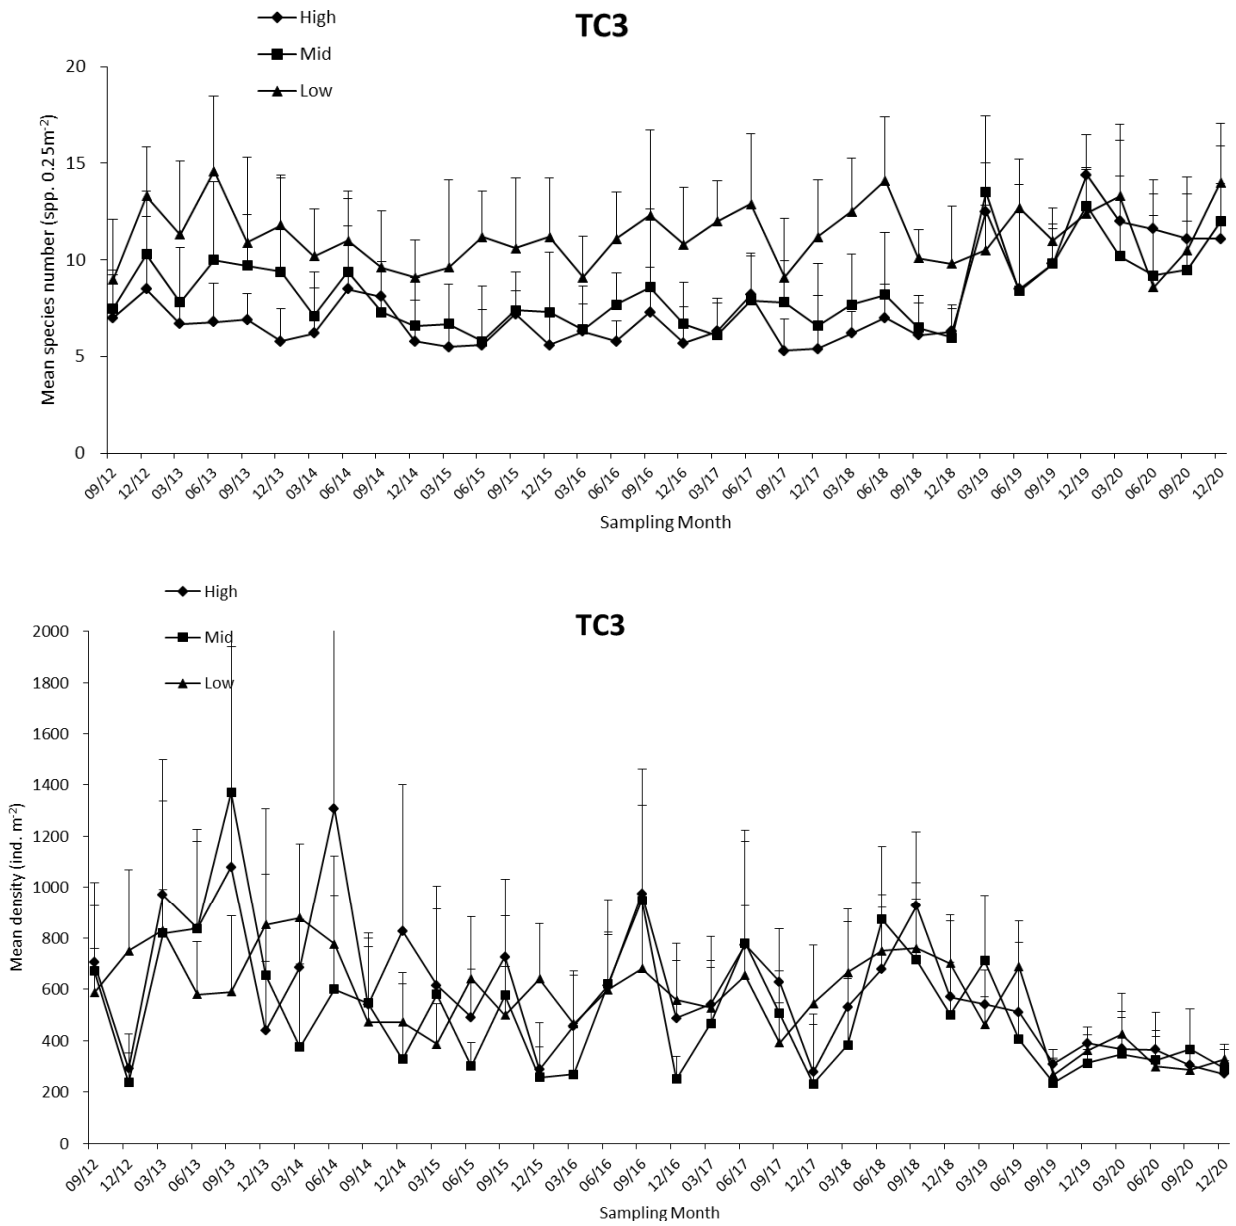 High
TC3
Mid
Low
20
15
10
5
0
Mean species number (spp. 0.25m-2)
09/12 12/12 03/13 06/13 09/13 12/13 03/14 06/14 09/14 12/14 03/15 06/15 09/15 12/15 03/16 06/16 09/16 12/16 03/17 06/17 09/17 12/17 03/18 06/18 09/18 12/18 03/19 06/19 09/19 12/19 03/20 06/20 09/20 12/20
Sampling Month
High
TC3
Mid
Low
2000
1800
1600
1400
1200
1000
800
600
400
200
0
Mean density (ind. m-2)
09/12 12/12 03/13 06/13 09/13 12/13 03/14 06/14 09/14 12/14 03/15 06/15 09/15 12/15 03/16 06/16 09/16 12/16 03/17 06/17 09/17 12/17 03/18 06/18 09/18 12/18 03/19 06/19 09/19 12/19 03/20 06/20 09/20 12/20
Sampling Month